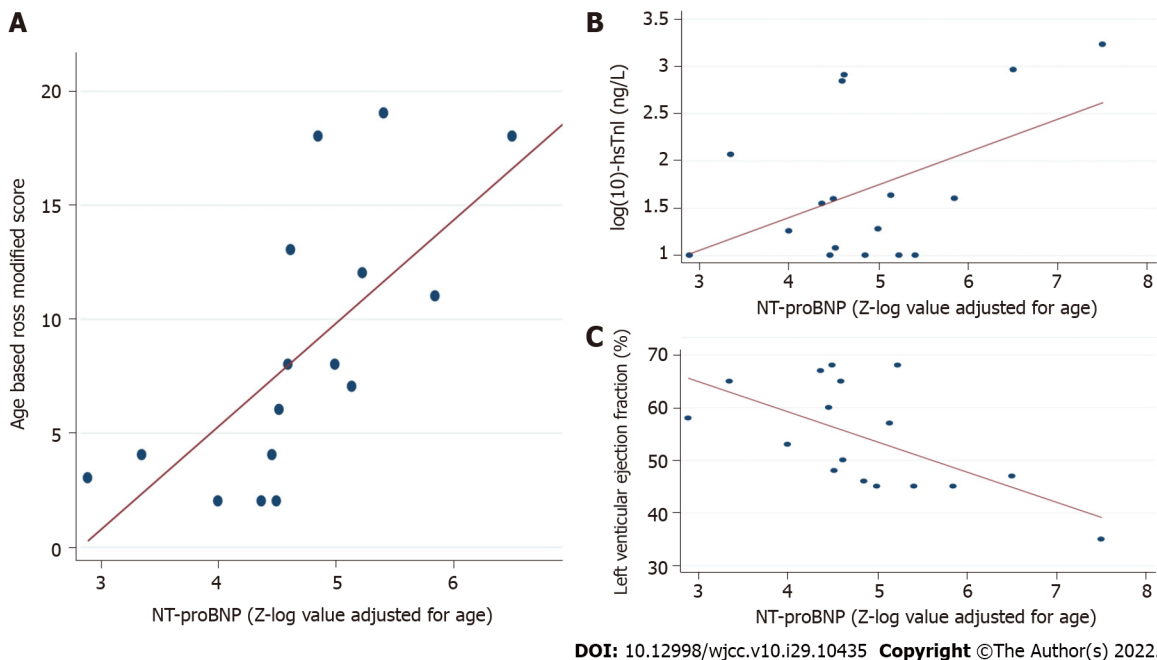 A
20
15
10
5
0
Age based ross modified score
3 4 5 6
NT-proBNP (Z-log value adjusted for age)
B
3.5
3
2.5
2
1.5
1
log(10)-hsTnI (ng/L)
3 4 5 6 7 8
NT-proBNP (Z-log value adjusted for age)
C
70
60
50
40
30
Left venticular ejection fraction (%)
3 4 5 6 7 8
NT-proBNP (Z-log value adjusted for age)
DOI: 10.12998/wjcc.v10.i29.10435 Copyright ©The Author(s) 2022.